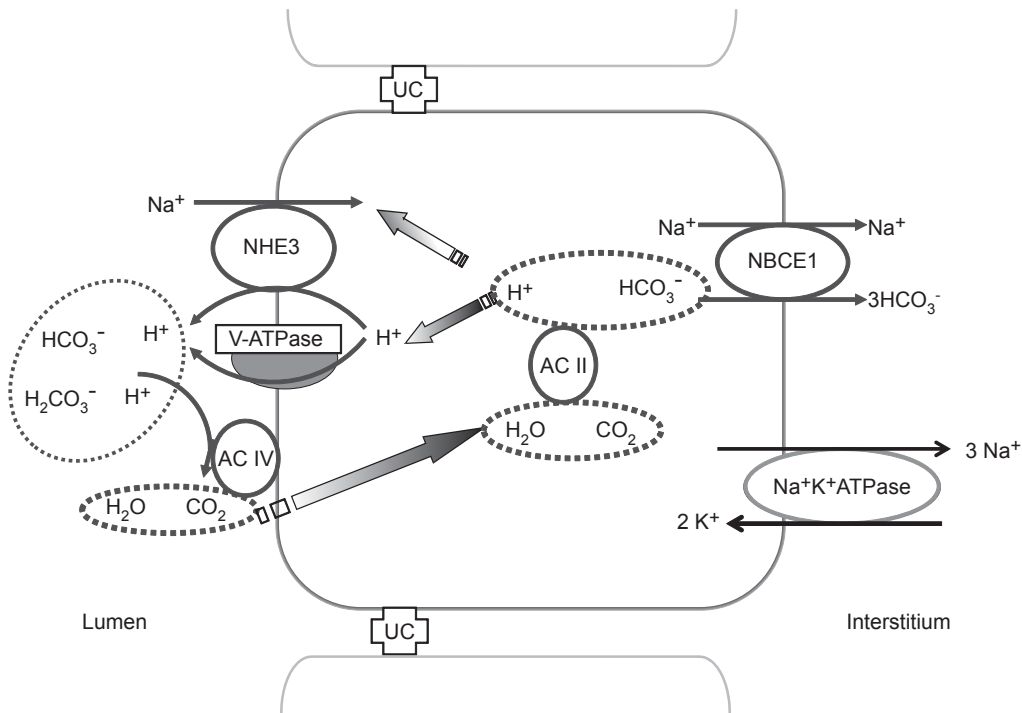 UC
Na⁺
NHE3
Na⁺
Na⁺
NBCE1
H⁺
HCO₃⁻
3HCO₃⁻
HCO₃⁻
H⁺
V-ATPase
H⁺
AC II
H₂CO₃⁻
H⁺
H₂O
CO₂
AC IV
3 Na⁺
Na⁺K⁺ATPase
H₂O
CO₂
2 K⁺
Lumen
UC
Interstitium